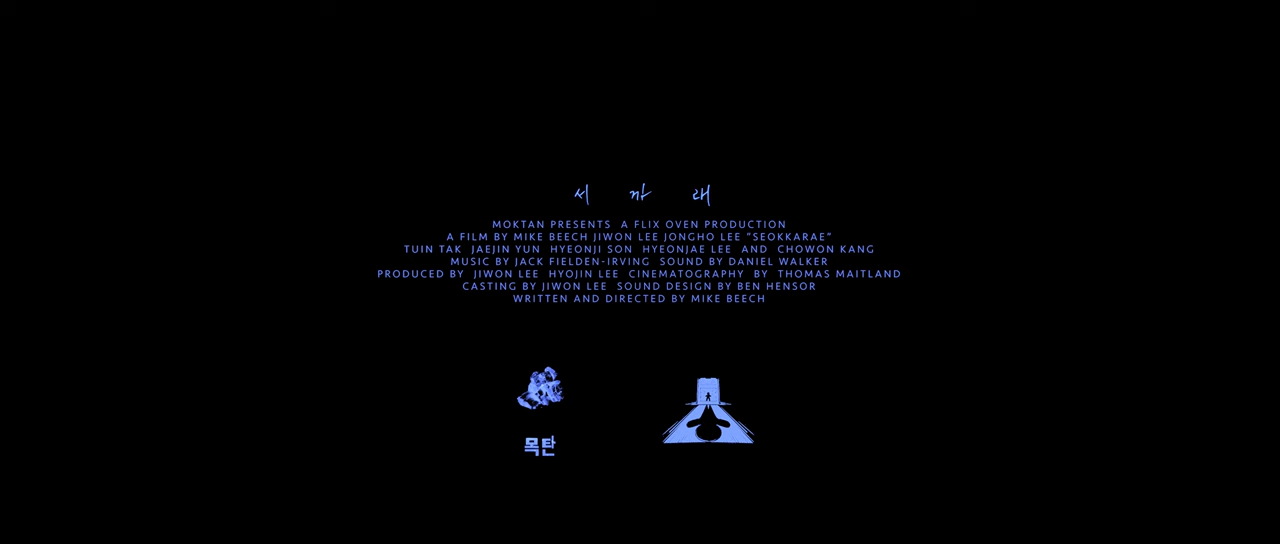 서 까 래
MOKTAN PRESENTS A FLIX OVEN PRODUCTION
A FILM BY MIKE BEECH JIWON LEE JONGHO LEE "SEOKKARAE"
TUIN TAK JAEJIN YUN HYEONJI SON HYEONJAE LEE AND CHOWON KANG
MUSIC BY JACK FIELDEN-IRVING SOUND BY DANIEL WALKER
PRODUCED BY JIWON LEE HYOJIN LEE CINEMATOGRAPHY BY THOMAS MAITLAND
CASTING BY JIWON LEE SOUND DESIGN BY BEN HENSOR
WRITTEN AND DIRECTED BY MIKE BEECH
목탄